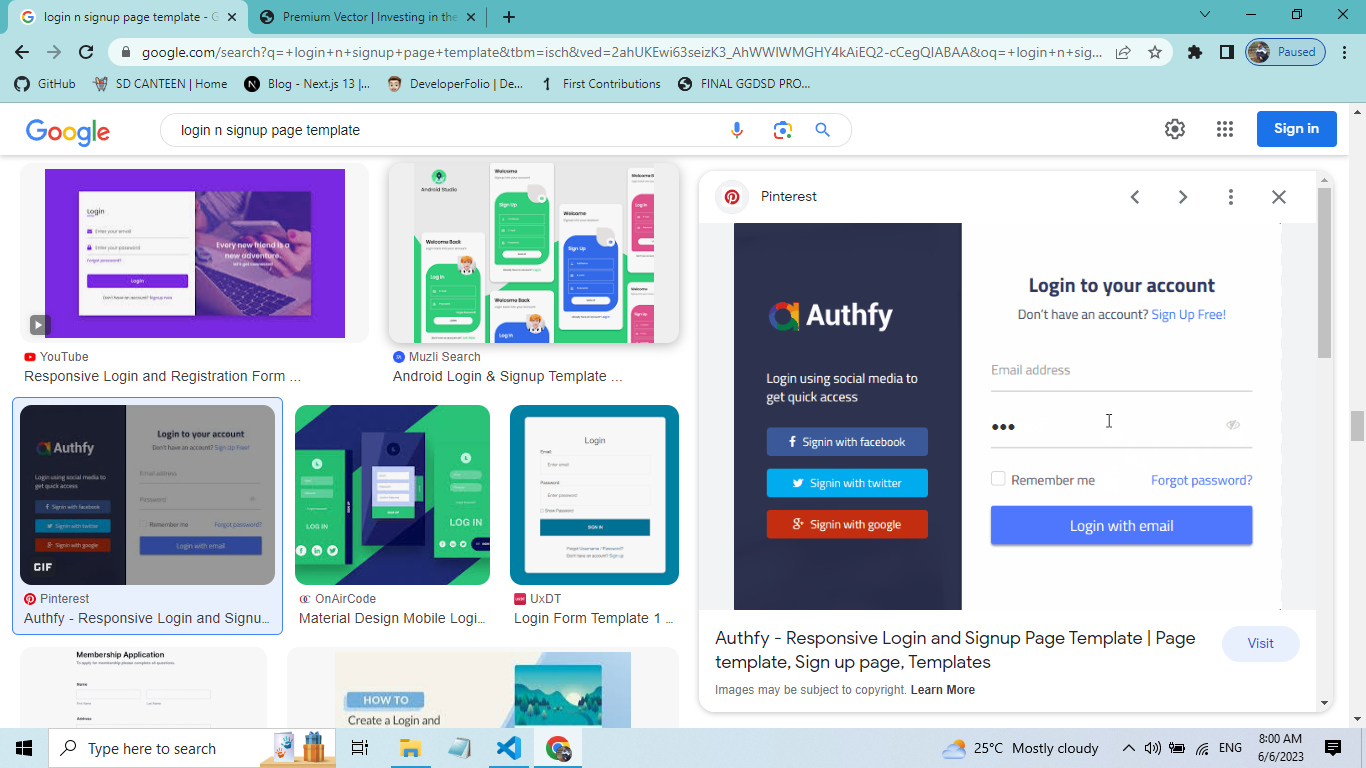 login n signup page template - G
Premium Vector | Investing in the
google.com/search?q=+login+n+signup+page+template&tbm=isch&ved=2ahUKEwi63seizK3_AhWWIWMGHY4kAiEQ2-cCegQIABAA&oq=+login+n+sig...
Paused
GitHub
SD CANTEEN | Home
Blog - Next.js 13 |...
DeveloperFolio | De...
First Contributions
FINAL GGDSD PRO...
Google
login n signup page template
Sign in
Login
Enter your email
Enter your password
Forgot password?
Login
Don't have an account? Signup now
Every new friend is a
new adventure.
let's get connected
YouTube
Responsive Login and Registration Form ...
Android Studio
Welcome
Sign Up
Welcome Back
Log In
Welcome
Sign Up
Welcome Back
Log In
Muzli Search
Android Login & Signup Template ...
Authfy
Login using social media to
get quick access
Signin with facebook
Signin with twitter
Signin with google
Login to your account
Don't have an account? Sign Up Free!
Email address
Password
Remember me
Forgot password?
Login with email
GIF
Pinterest
Authfy - Responsive Login and Signu...
LOG IN
SIGN UP
LOG IN
OnAirCode
Material Design Mobile Logi...
Login
Email
Enter email
Password
Enter password
Show Password
SIGN IN
Forgot Username / Password?
Don't have an account? Sign up
UxDT
Login Form Template 1 ...
Membership Application
Name
Address
HOW TO
Create a Login and
Pinterest
Authfy
Login using social media to
get quick access
Signin with facebook
Signin with twitter
Signin with google
Login to your account
Don't have an account? Sign Up Free!
Email address
Remember me
Forgot password?
Login with email
Authfy - Responsive Login and Signup Page Template | Page
template, Sign up page, Templates
Visit
Images may be subject to copyright. Learn More
Type here to search
25°C Mostly cloudy
ENG
8:00 AM
6/6/2023